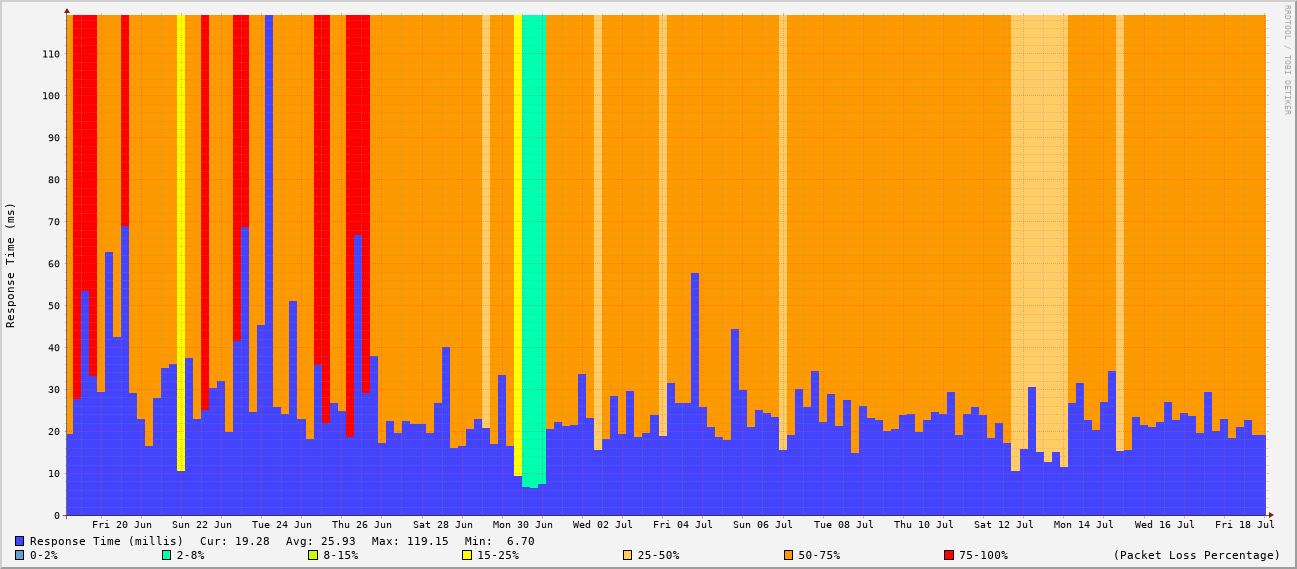 RRDTOOL / TOBI OETIKER
Response Time (ms)
110
100
90
80
70
60
50
40
30
20
10
0
Fri 20 Jun Sun 22 Jun Tue 24 Jun Thu 26 Jun Sat 28 Jun Mon 30 Jun Wed 02 Jul Fri 04 Jul Sun 06 Jul Tue 08 Jul Thu 10 Jul Sat 12 Jul Mon 14 Jul Wed 16 Jul Fri 18 Jul
Response Time (millis) Cur: 19.28 Avg: 25.93 Max: 119.15 Min: 6.70
0-2% 2-8% 8-15% 15-25% 25-50% 50-75% 75-100% (Packet Loss Percentage)